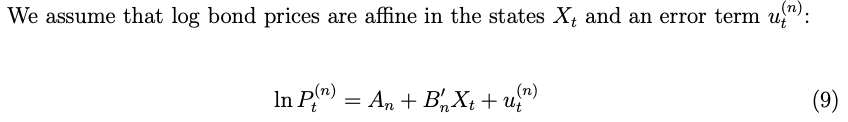 We assume that log bond prices are affine in the states X_t and an error term u_t^{(n)}:
ln P_t^{(n)} = A_n + B'_n X_t + u_t^{(n)} (9)